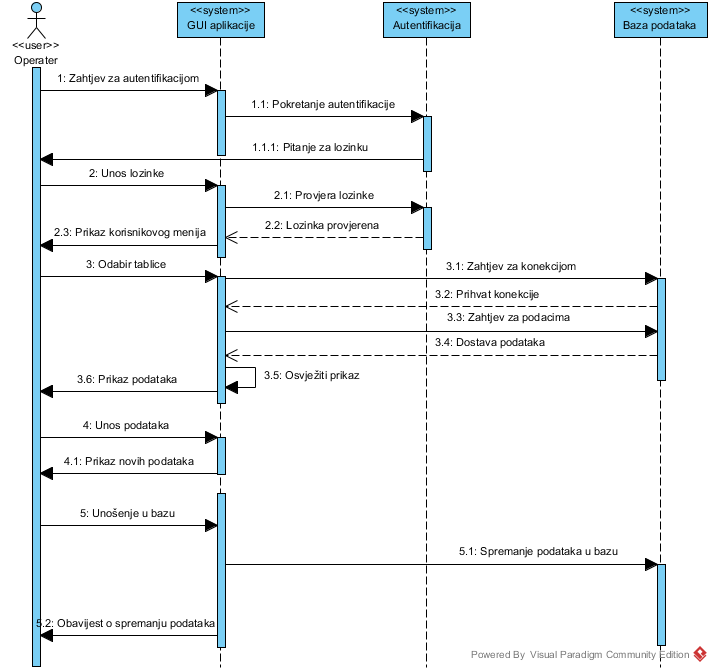 <<system>>
GUI aplikacije
<<system>>
Autentifikacija
<<system>>
Baza podataka
<<user>>
Operater
1: Zahtjev za autentifikacijom
1.1: Pokretanje autentifikacije
1.1.1: Pitanje za lozinku
2: Unos lozinke
2.1: Provjera lozinke
2.2: Lozinka provjerena
2.3: Prikaz korisnikovog menija
3: Odabir tablice
3.1: Zahtjev za konekcijom
3.2: Prihvat konekcije
3.3: Zahtjev za podacima
3.4: Dostava podataka
3.5: Osvježiti prikaz
3.6: Prikaz podataka
4: Unos podataka
4.1: Prikaz novih podataka
5: Unošenje u bazu
5.1: Spremanje podataka u bazu
5.2: Obavijest o spremanju podataka
Powered By Visual Paradigm Community Edition